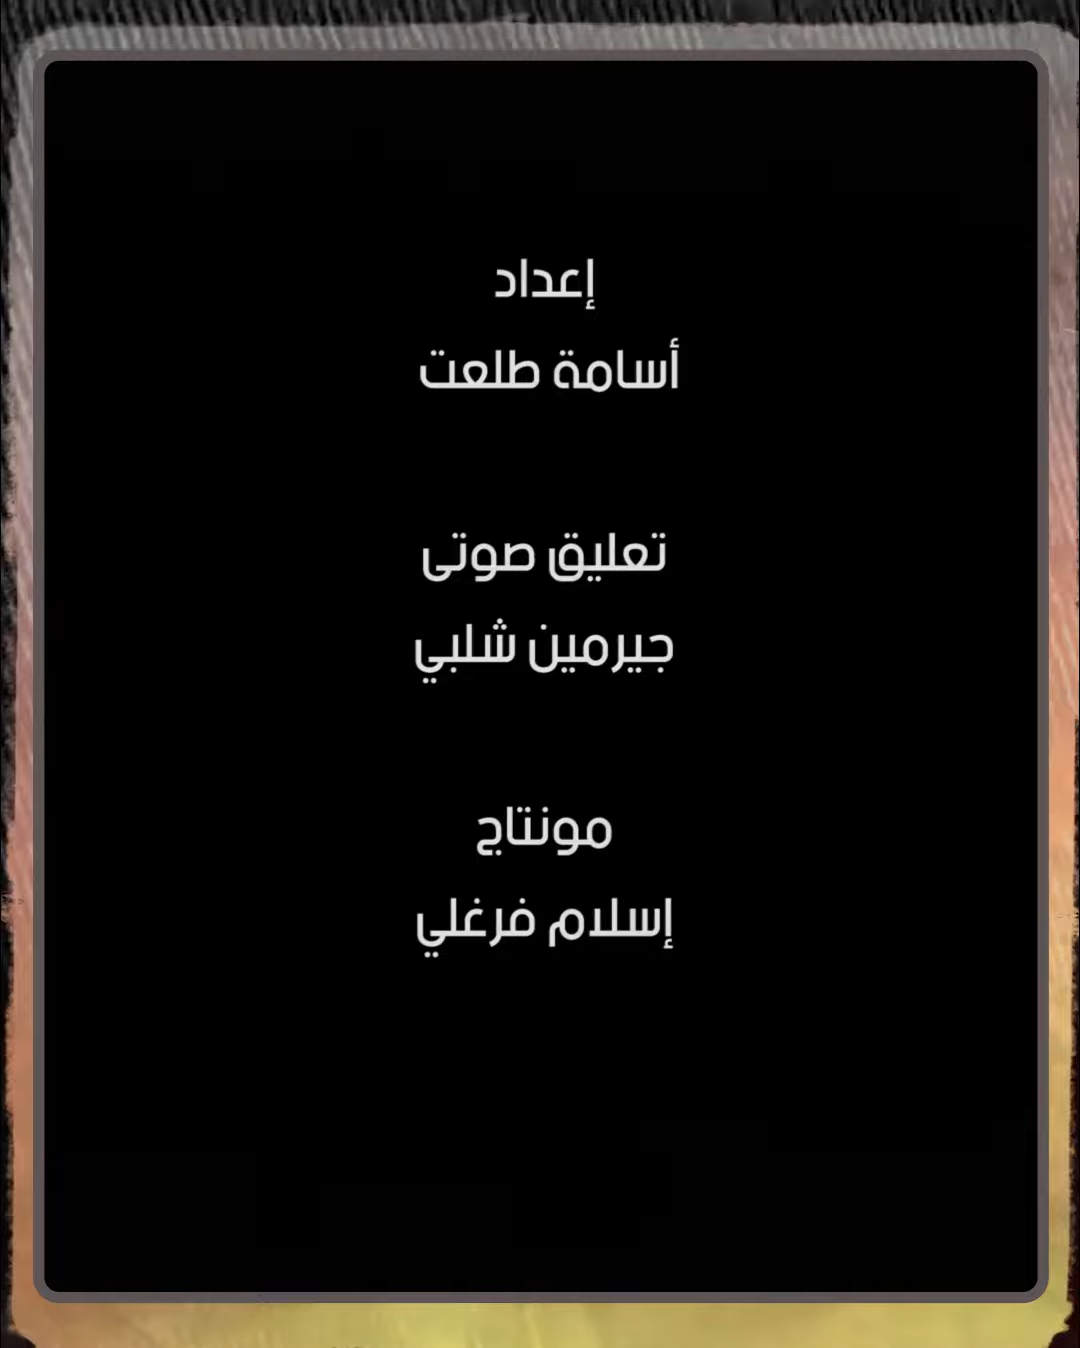 إعداد
أسامة طلعت
تعليق صوتى
جيرمين شلبي
مونتاج
إسلام فرغلي